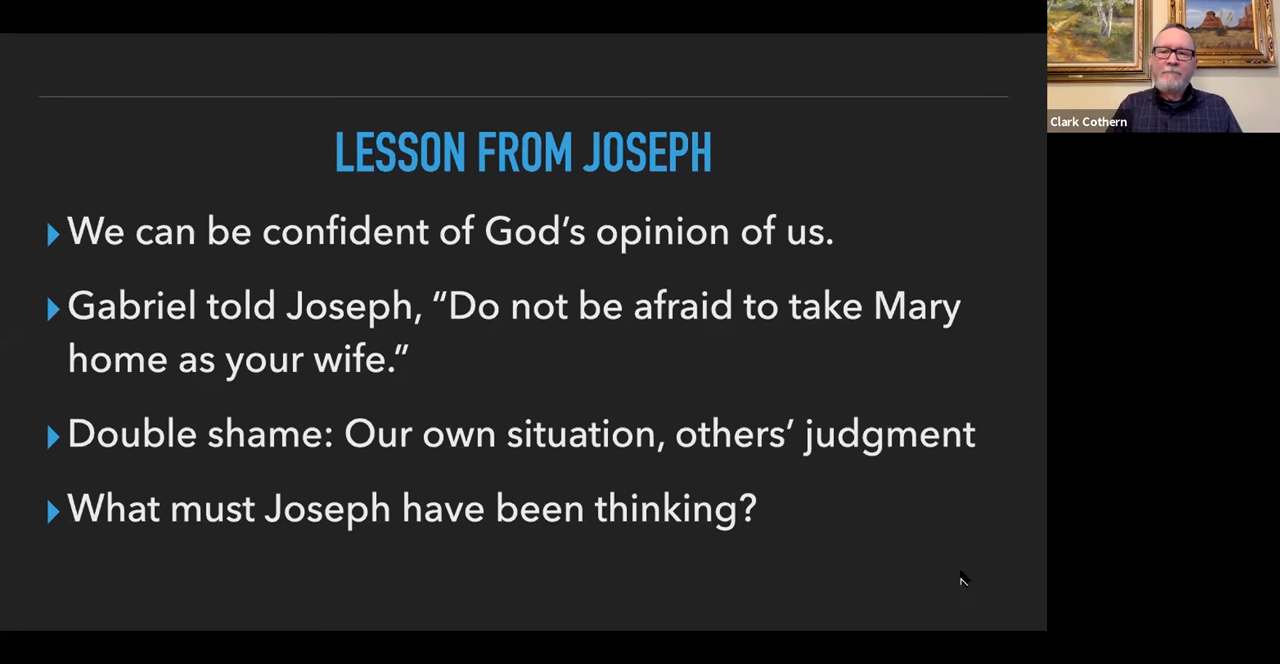 LESSON FROM JOSEPH
We can be confident of God’s opinion of us.
Gabriel told Joseph, “Do not be afraid to take Mary
home as your wife.”
Double shame: Our own situation, others’ judgment
What must Joseph have been thinking?
Clark Cothern